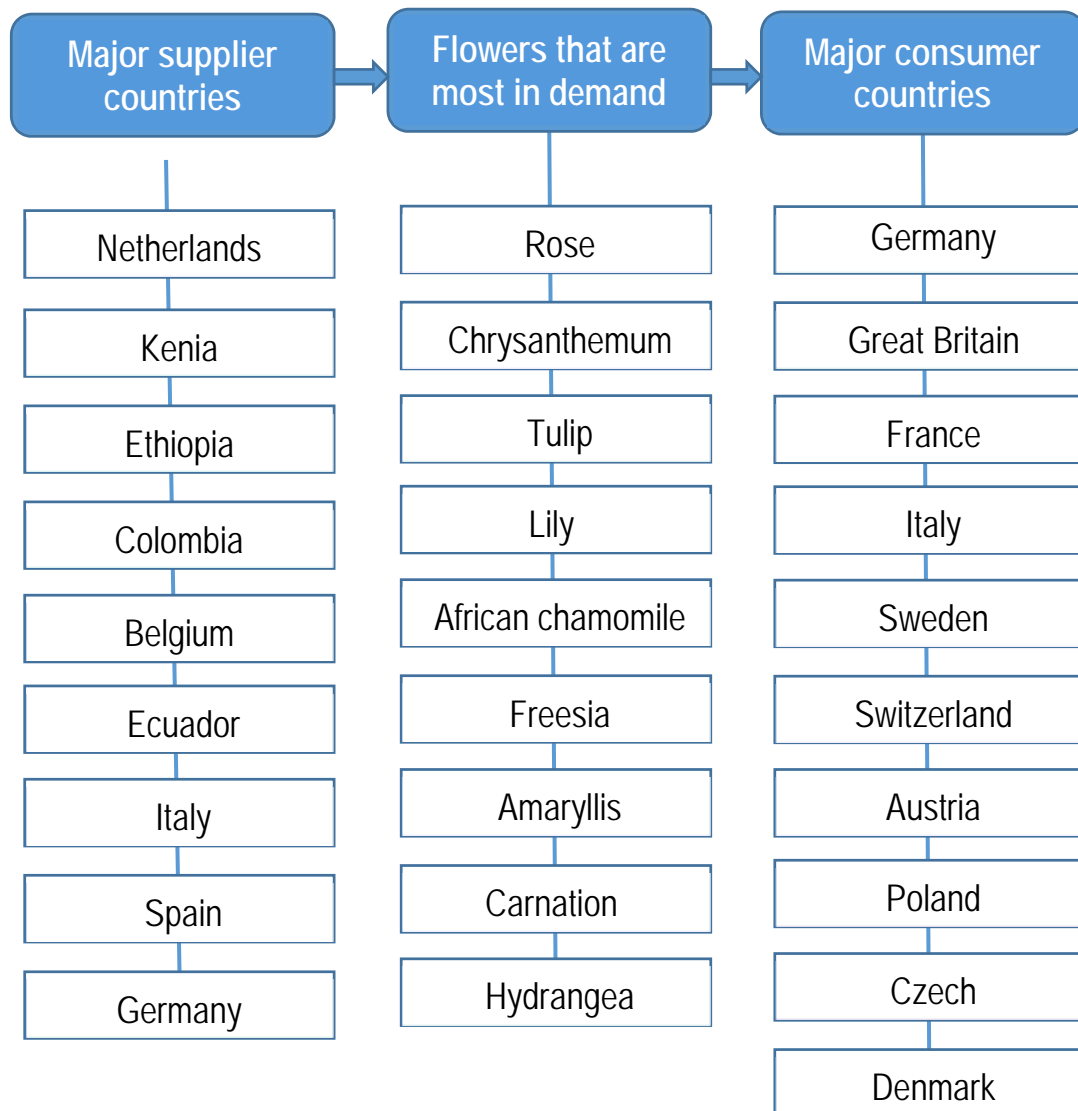 Major supplier
countries
Flowers that are
most in demand
Major consumer
countries
Netherlands
Kenia
Ethiopia
Colombia
Belgium
Ecuador
Italy
Spain
Germany
Rose
Chrysanthemum
Tulip
Lily
African chamomile
Freesia
Amaryllis
Carnation
Hydrangea
Germany
Great Britain
France
Italy
Sweden
Switzerland
Austria
Poland
Czech
Denmark